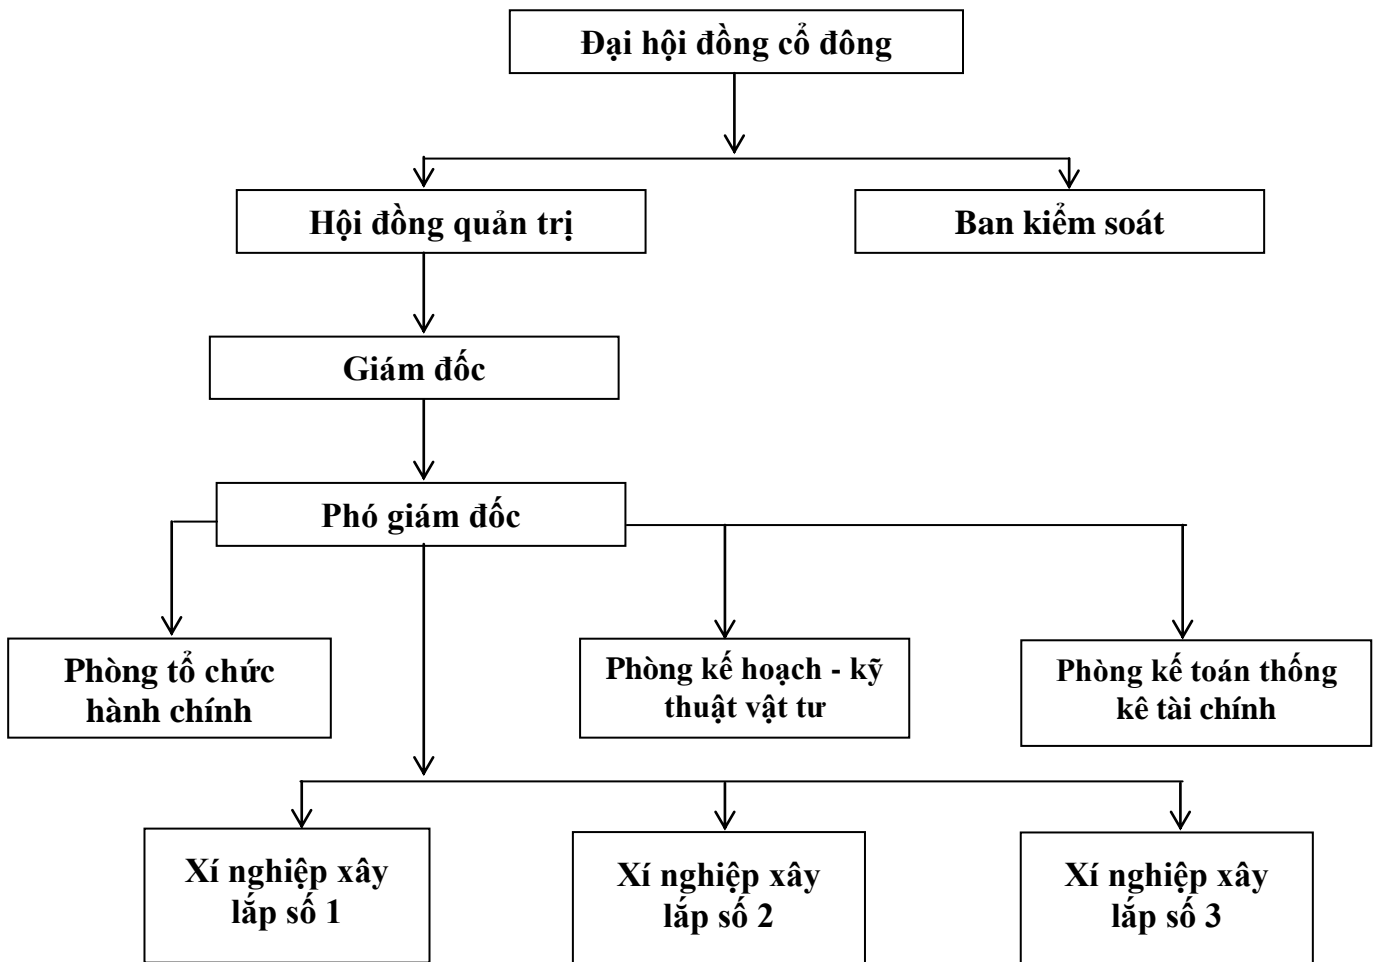 Đại hội đồng cổ đông
Hội đồng quản trị
Ban kiểm soát
Giám đốc
Phó giám đốc
Phòng tổ chức
hành chính
Phòng kế hoạch - kỹ
thuật vật tư
Phòng kế toán thống
kê tài chính
Xí nghiệp xây
lắp số 1
Xí nghiệp xây
lắp số 2
Xí nghiệp xây
lắp số 3